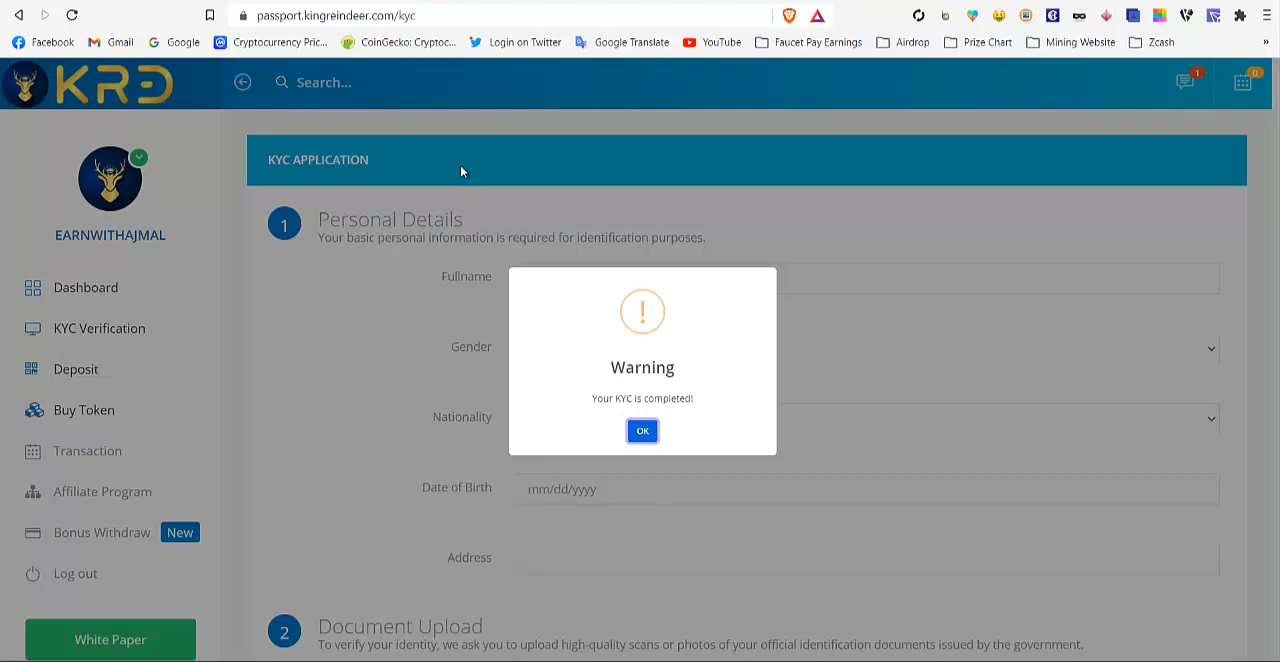 passport.kingreindeer.com/kyc
Facebook Gmail Google Cryptocurrency Pric... CoinGecko: Cryptoc... Login on Twitter Google Translate YouTube Faucet Pay Earnings Airdrop Prize Chart Mining Website Zcash »
KRD Search... 1 0
KYC APPLICATION
1 Personal Details
Your basic personal information is required for identification purposes.
EARNWITHAJMAL
Fullname
Dashboard
KYC Verification
Gender
Deposit
Buy Token
Nationality
Transaction
Affiliate Program
Date of Birth mm/dd/yyyy
Bonus Withdraw New
Address
Log out
White Paper
2 Document Upload
To verify your identity, we ask you to upload high-quality scans or photos of your official identification documents issued by the government.
!
Warning
Your KYC is completed!
OK